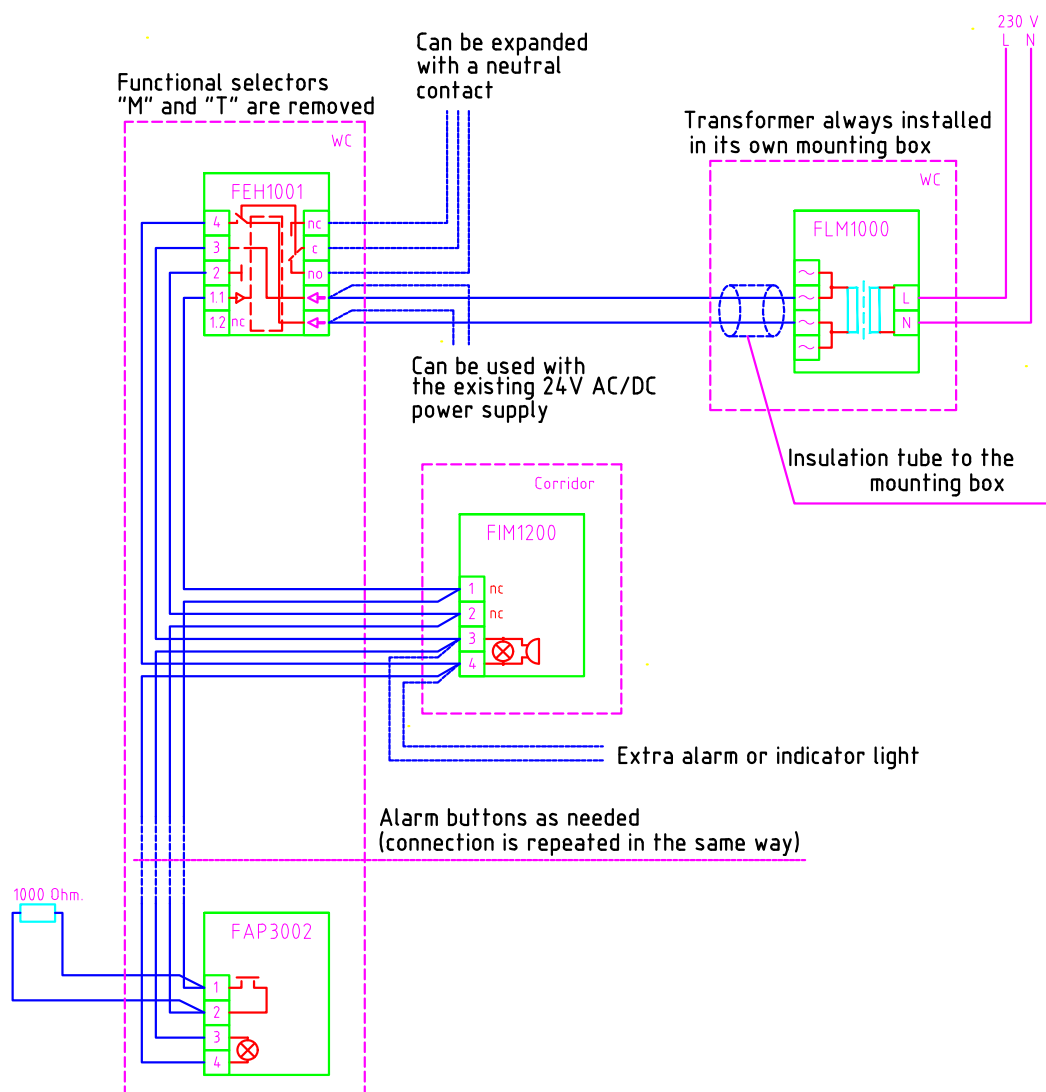 230 V
L N
Can be expanded
with a neutral
contact
Functional selectors
"M" and "T" are removed
WC
Transformer always installed
in its own mounting box
WC
FEH1001
4
nc
3
c
2
no
1.1
1.2 nc
FLM1000
L
N
Can be used with
the existing 24V AC/DC
power supply
Insulation tube to the
mounting box
Corridor
FIM1200
1 nc
2 nc
3
4
Extra alarm or indicator light
Alarm buttons as needed
(connection is repeated in the same way)
1000 Ohm.
FAP3002
1
2
3
4